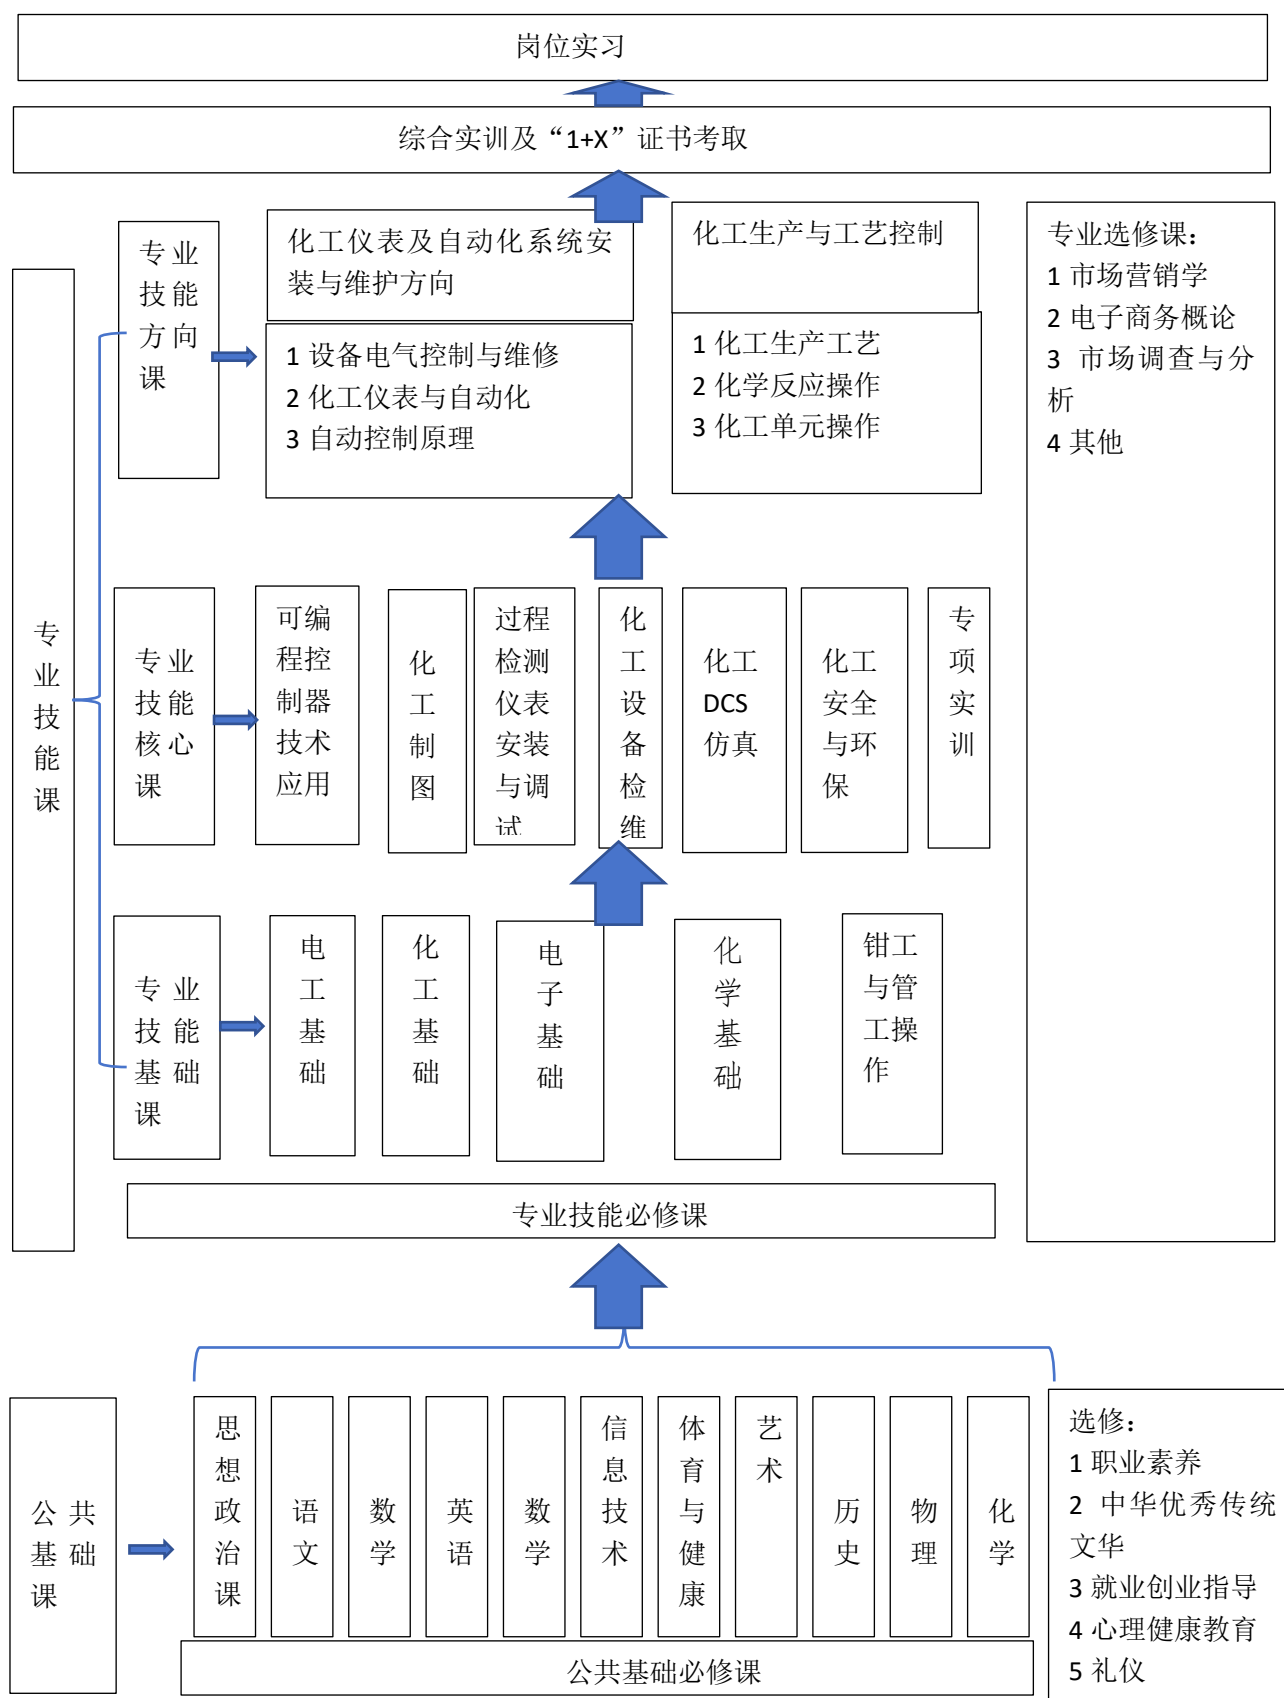 岗位实习
综合实训及“1+X”证书考取
专业
技能
方向
课
化工仪表及自动化系统安
装与维护方向
化工生产与工艺控制
1 设备电气控制与维修
2 化工仪表与自动化
3 自动控制原理
1 化工生产工艺
2 化学反应操作
3 化工单元操作
专业选修课：
1 市场营销学
2 电子商务概论
3 市场调查与分
析
4 其他
专
业
技
能
课
专业
技能
核心
课
可编
程控
制器
技术
应用
化
工
制
图
过程
检测
仪表
安装
与调
试
化
工
设
备
检
维
化工
DCS
仿真
化工
安全
与环
保
专
项
实
训
专业
技能
基础
课
电
工
基
础
化
工
基
础
电
子
基
础
化
学
基
础
钳工
与管
工操
作
专业技能必修课
公共
基础
课
思
想
政
治
课
语
文
数
学
英
语
数
学
信
息
技
术
体
育
与
健
康
艺
术
历
史
物
理
化
学
公共基础必修课
选修：
1 职业素养
2 中华优秀传统
文华
3 就业创业指导
4 心理健康教育
5 礼仪